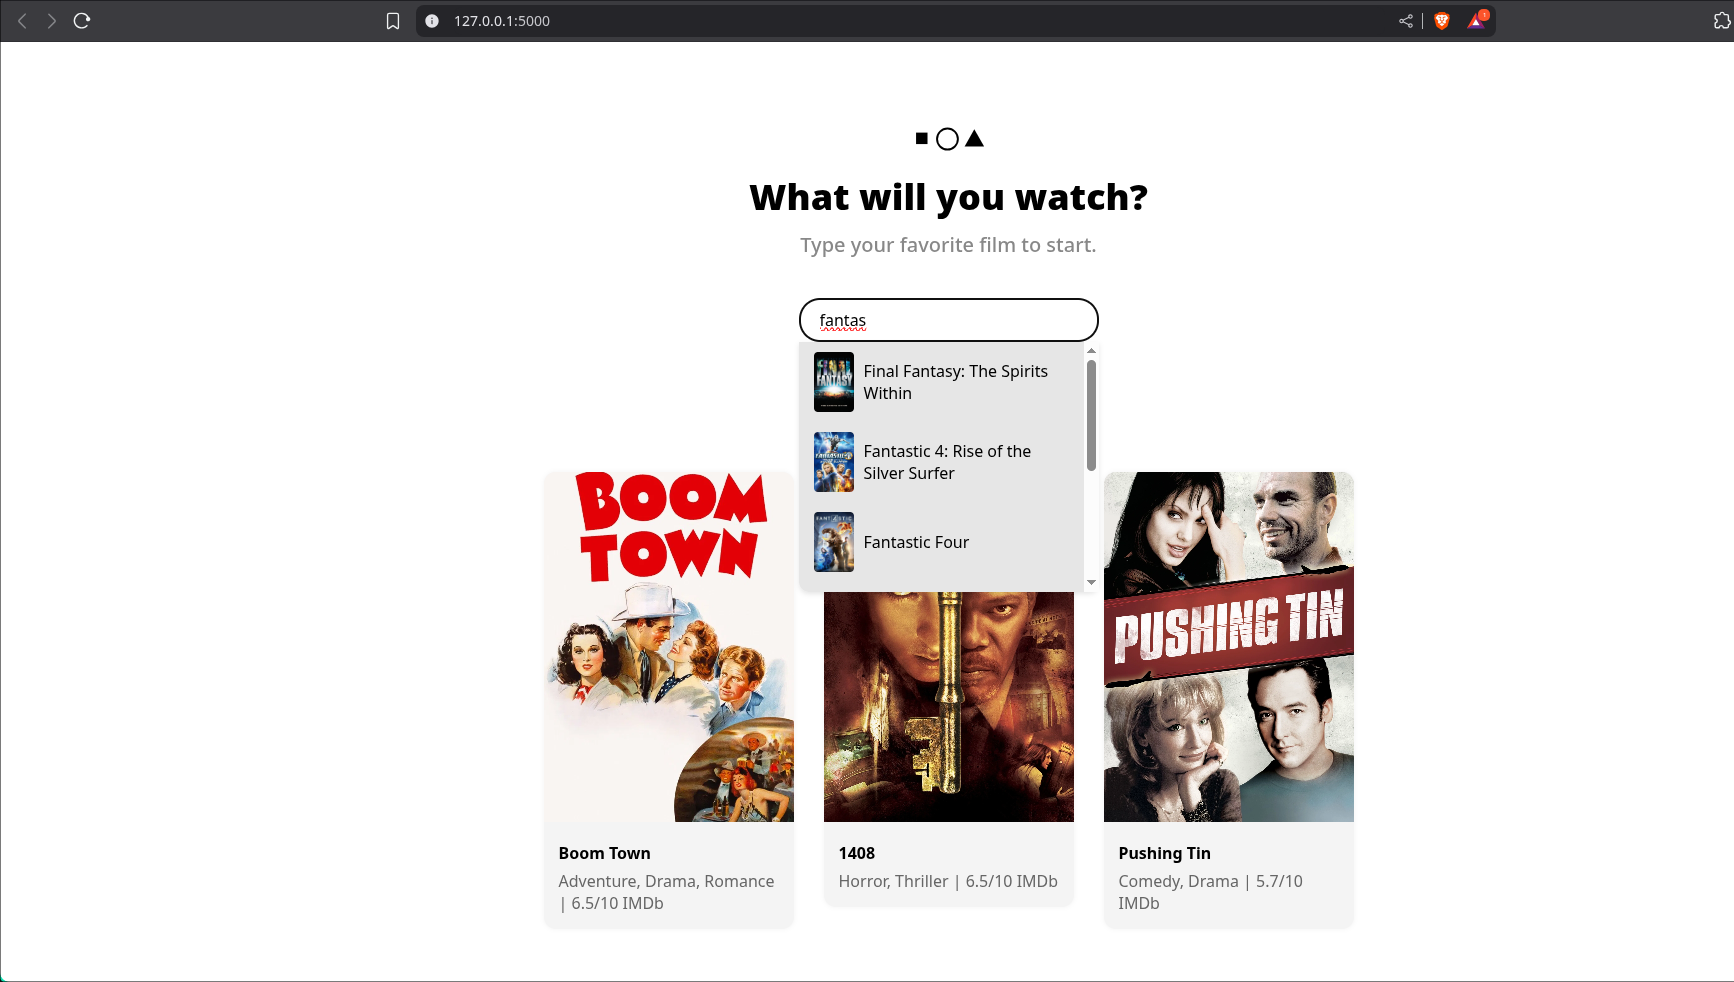 127.0.0.1:5000
What will you watch?
Type your favorite film to start.
fantas
FANTASY
Final Fantasy: The Spirits
Within
Fantastic 4: Rise of the
Silver Surfer
FANTASTIC
Fantastic Four
BOOM
TOWN
PUSHING TIN
Boom Town
Adventure, Drama, Romance
| 6.5/10 IMDb
1408
Horror, Thriller | 6.5/10 IMDb
Pushing Tin
Comedy, Drama | 5.7/10
IMDb